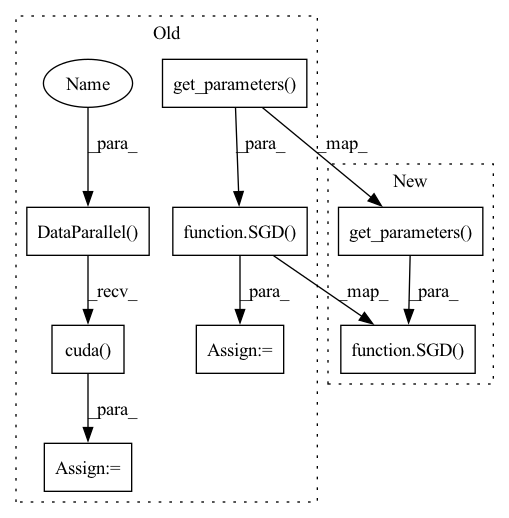 Old
Name
get_parameters()
_para_
_para_
_map_
New
DataParallel()
function.SGD()
get_parameters()
_recv_
_para_
_map_
_para_
cuda()
Assign:=
function.SGD()
_para_
Assign:=